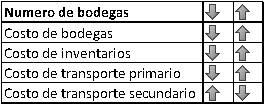 Numero de bodegas
Costo de bodegas
Costo de inventarios
Costo de transporte primario
Costo de transporte secundario